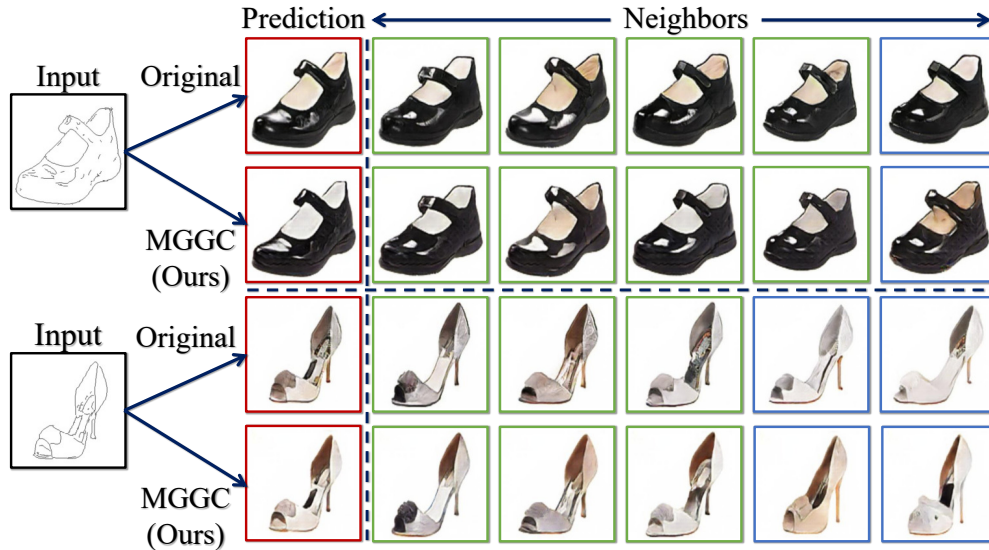 Prediction
Neighbors
Input
Original
MGGC
(Ours)
Input
Original
MGGC
(Ours)